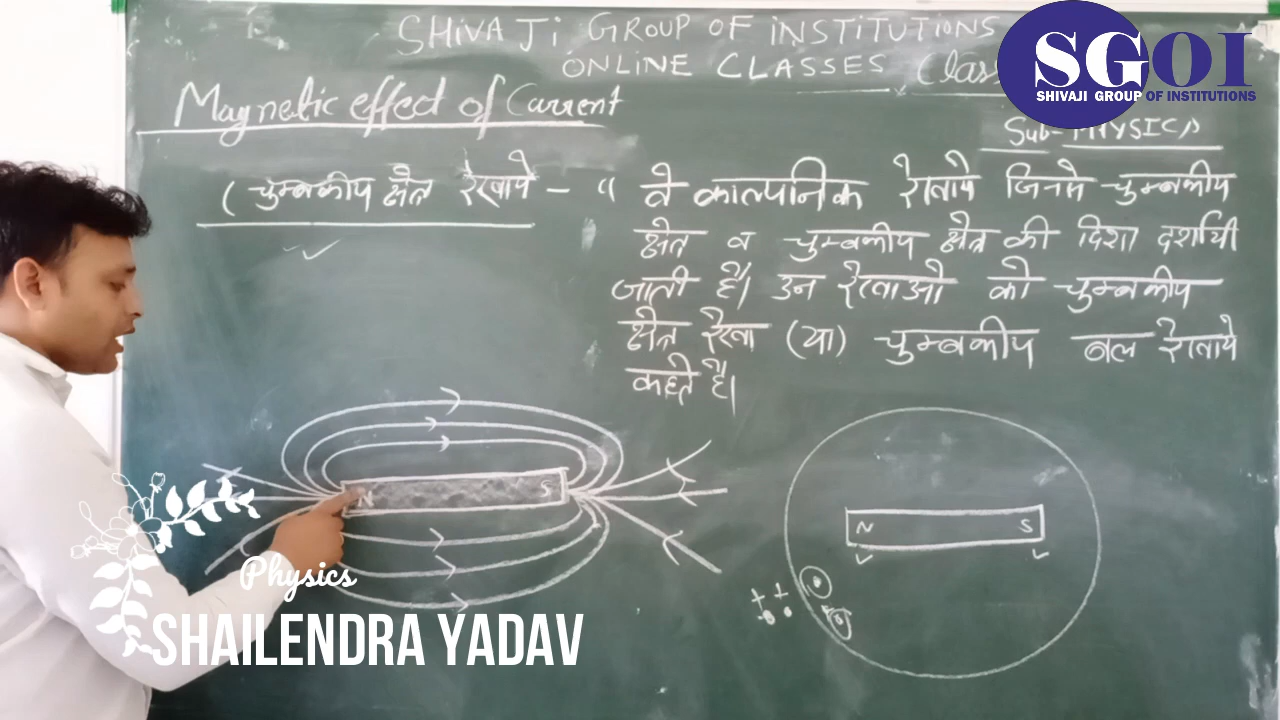 SHIVAJI GROUP OF INSTITUTIONS
ONLINE CLASSES
SGOI
SHIVAJI GROUP OF INSTITUTIONS
Magnetic effect of Current
Sub- PHYSICS
( चुम्बकीय क्षेत्र रेखाये - " वे काल्पनिक रेखाये जिनमे चुम्बकीय
क्षेत्र व चुम्बकीय क्षेत्र की दिशा दर्शायी
जाती है। उन रेखाओ को चुम्बकीय
क्षेत्र रेखा (या) चुम्बकीय बल रेखाये
कहते है।
N S
N S
Physics
SHAILENDRA YADAV